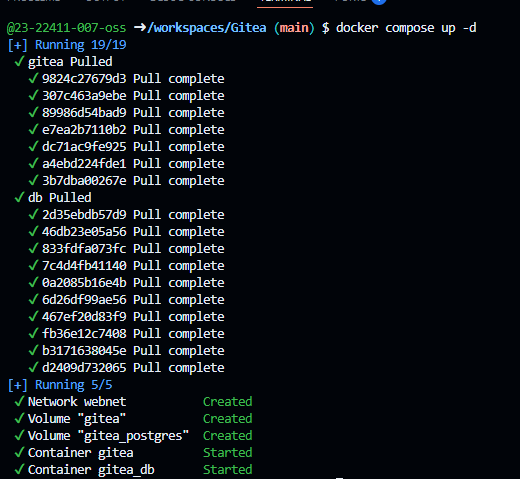 @23-22411-007-oss ➜/workspaces/Gitea (main) $ docker compose up -d
[+] Running 19/19
✓ gitea Pulled
✓ 9824c27679d3 Pull complete
✓ 307c463a9ebe Pull complete
✓ 89986d54bad9 Pull complete
✓ e7ea2b7110b2 Pull complete
✓ dc71ac9fe925 Pull complete
✓ a4ebd224fde1 Pull complete
✓ 3b7dba00267e Pull complete
✓ db Pulled
✓ 2d35ebdb57d9 Pull complete
✓ 46db23e05a56 Pull complete
✓ 833fdfa073fc Pull complete
✓ 7c4d4fb41140 Pull complete
✓ 0a2085b16e4b Pull complete
✓ 6d26df99ae56 Pull complete
✓ 467ef20d83f9 Pull complete
✓ fb36e12c7408 Pull complete
✓ b3171638045e Pull complete
✓ d2409d732065 Pull complete
[+] Running 5/5
✓ Network webnet Created
✓ Volume "gitea" Created
✓ Volume "gitea_postgres" Created
✓ Container gitea Started
✓ Container gitea_db Started